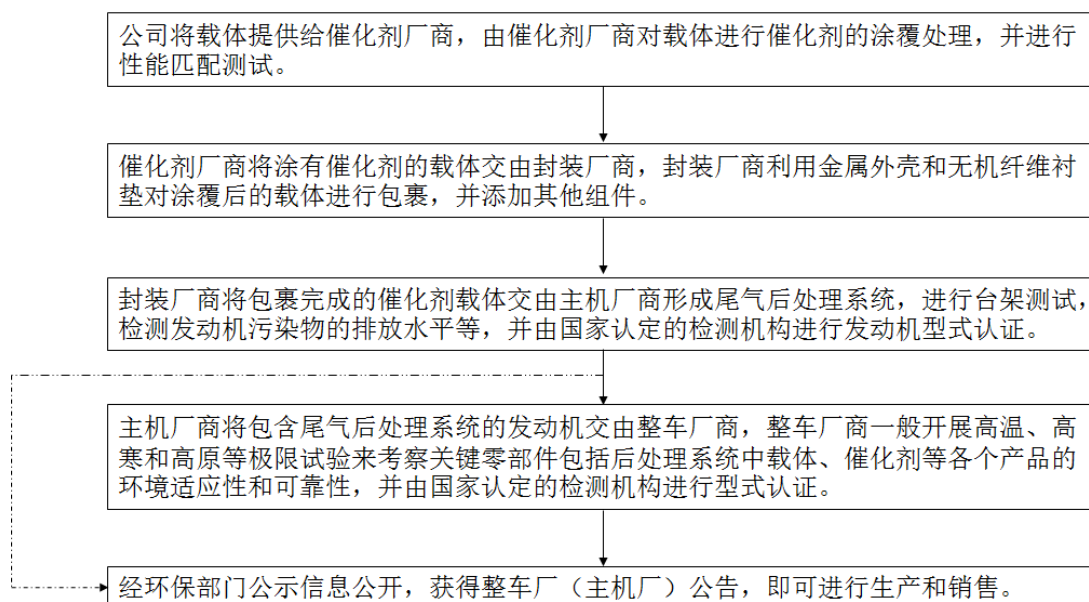 公司将载体提供给催化剂厂商，由催化剂厂商对载体进行催化剂的涂覆处理，并进行
性能匹配测试。
催化剂厂商将涂有催化剂的载体交由封装厂商，封装厂商利用金属外壳和无机纤维衬
垫对涂覆后的载体进行包裹，并添加其他组件。
封装厂商将包裹完成的催化剂载体交由主机厂商形成尾气后处理系统，进行台架测试，
检测发动机污染物的排放水平等，并由国家认定的检测机构进行发动机型式认证。
主机厂商将包含尾气后处理系统的发动机交由整车厂商，整车厂商一般开展高温、高
寒和高原等极限试验来考察关键零部件包括后处理系统中载体、催化剂等各个产品的
环境适应性和可靠性，并由国家认定的检测机构进行型式认证。
经环保部门公示信息公开，获得整车厂（主机厂）公告，即可进行生产和销售。